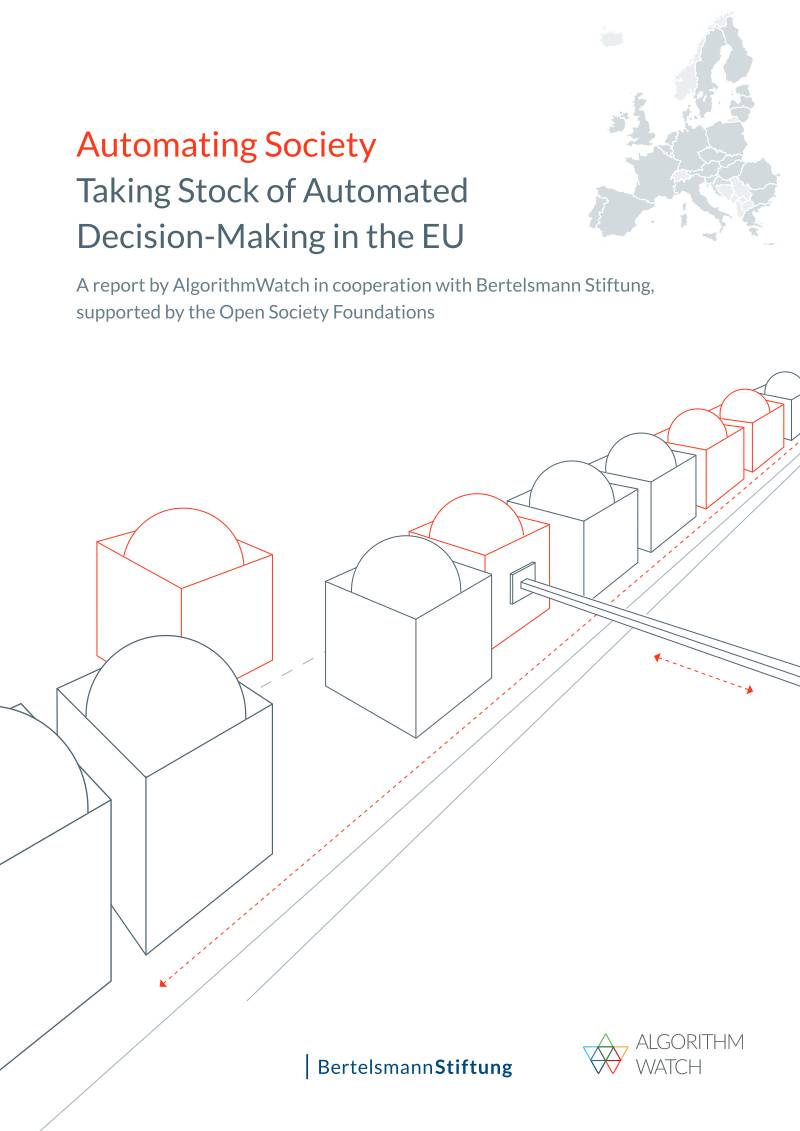 Automating Society
Taking Stock of Automated
Decision-Making in the EU
A report by AlgorithmWatch in cooperation with Bertelsmann Stiftung,
supported by the Open Society Foundations
BertelsmannStiftung
ALGORITHM
WATCH